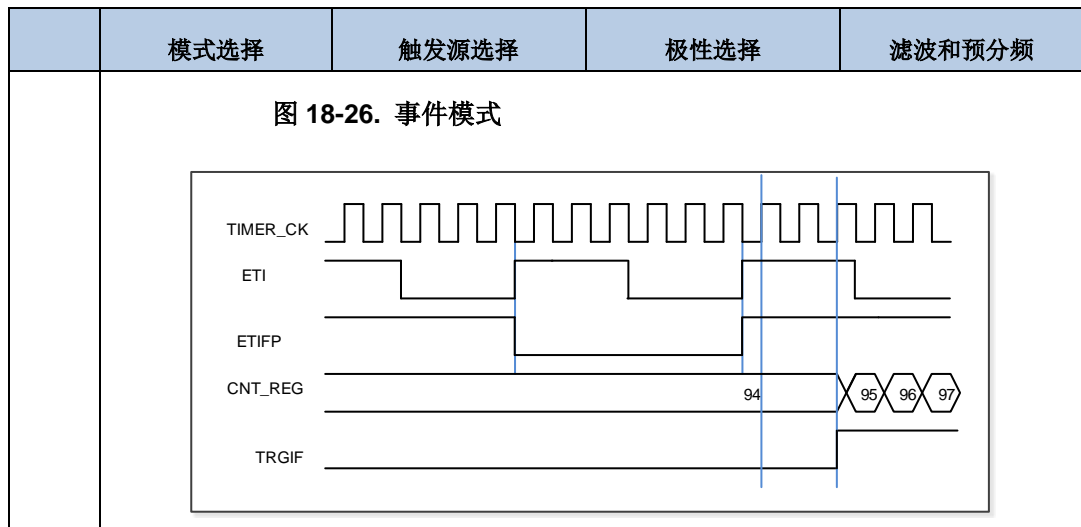 模式选择 触发源选择 极性选择 滤波和预分频
图 18-26. 事件模式
TIMER_CK
ETI
ETIFP
CNT_REG 94 95 96 97
TRGIF